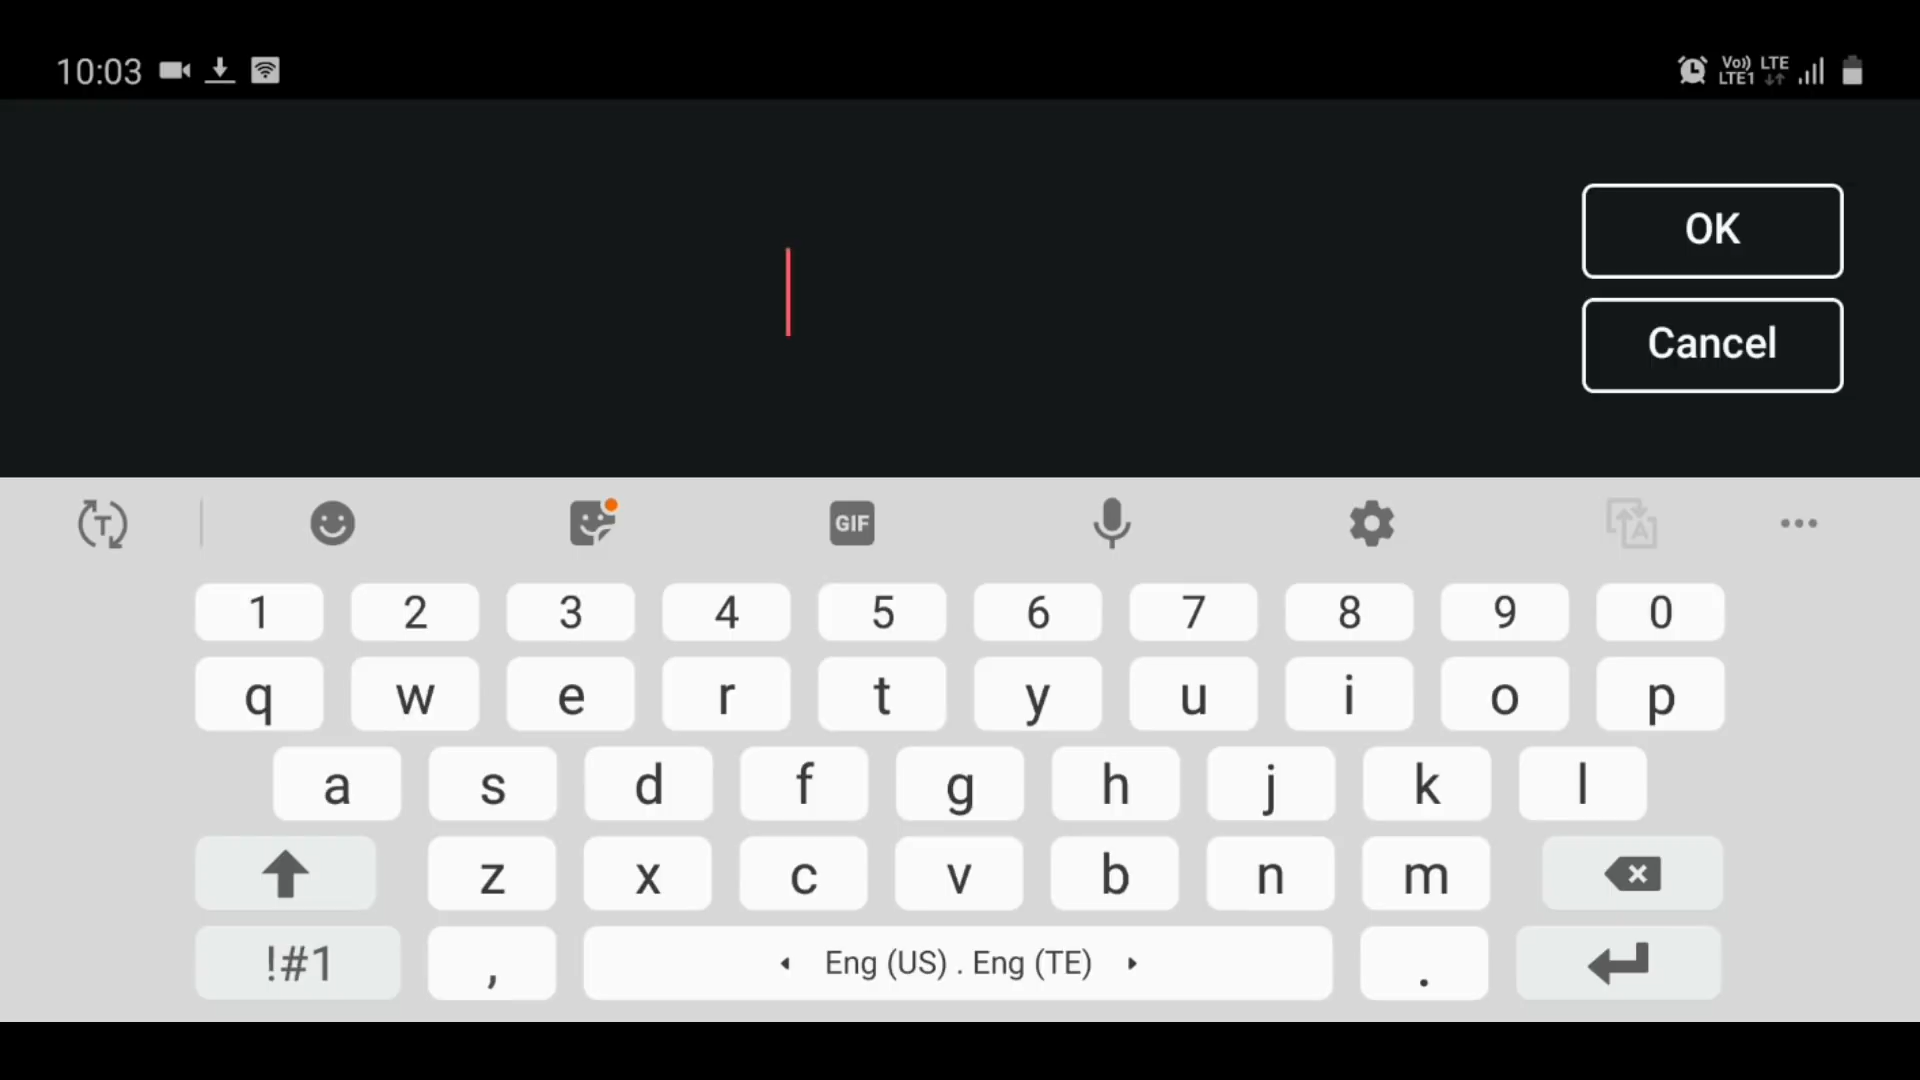 10:03
Vo)) LTE
LTE1
OK
Cancel
T
GIF
A
1 2 3 4 5 6 7 8 9 0
q w e r t y u i o p
a s d f g h j k l
z x c v b n m
!#1 , Eng (US) . Eng (TE) .